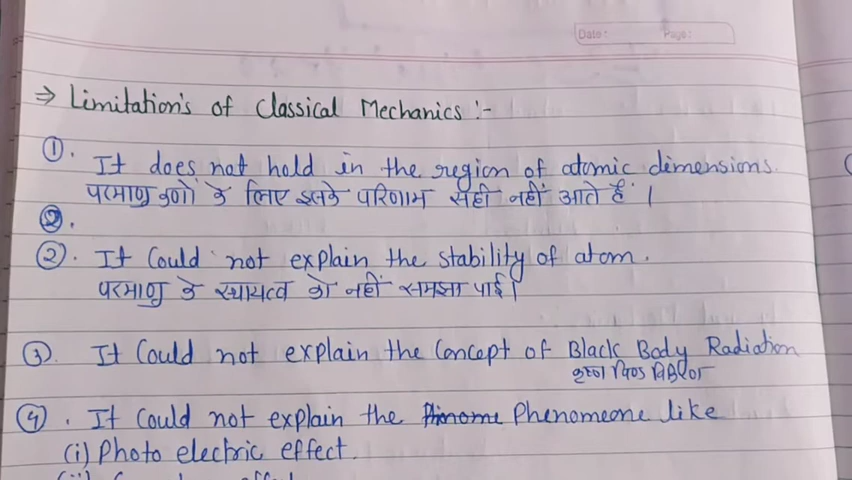 Date: Page:
⇒ Limitation's of Classical Mechanics :-
①. It does not hold in the region of atomic dimensions.
परमाणु कणों के लिए इसके परिणाम सही नहीं आते हैं ।
②.
②. It Could not explain the stability of atom.
परमाणु के स्थायत्व को नहीं समझा पाई।
③. It Could not explain the Concept of Black Body Radiation
कृष्ण पिण्ड विकिरण
④. It Could not explain the Phenomeone like
(i) Photo electric effect.
(ii)